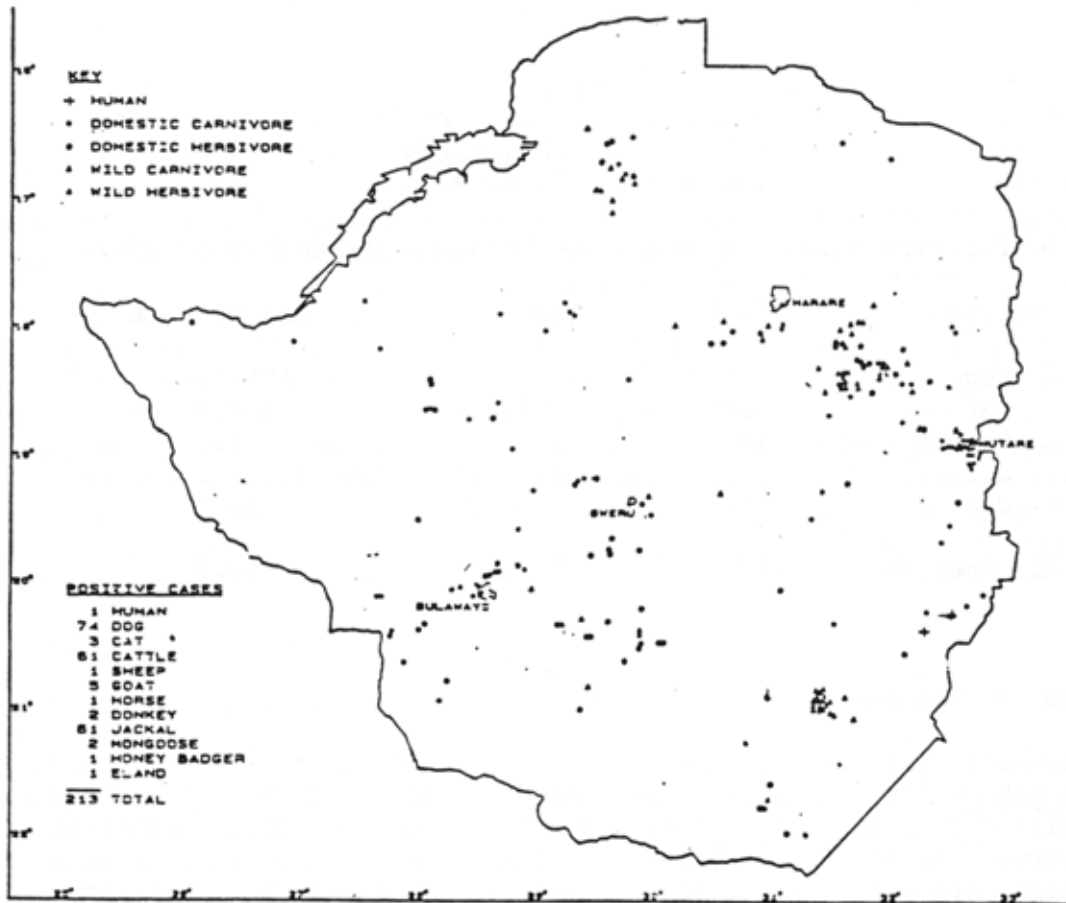 KEY
+ HUMAN
DOMESTIC CARNIVORE
DOMESTIC HERBIVORE
WILD CARNIVORE
WILD HERBIVORE
HARARE
MUTARE
GWERU
BULAWAYO
POSITIVE CASES
1 HUMAN
74 DOG
3 CAT
61 CATTLE
1 SHEEP
5 GOAT
1 HORSE
2 DONKEY
61 JACKAL
2 MONGOOSE
1 HONEY BADGER
1 ELAND
213 TOTAL